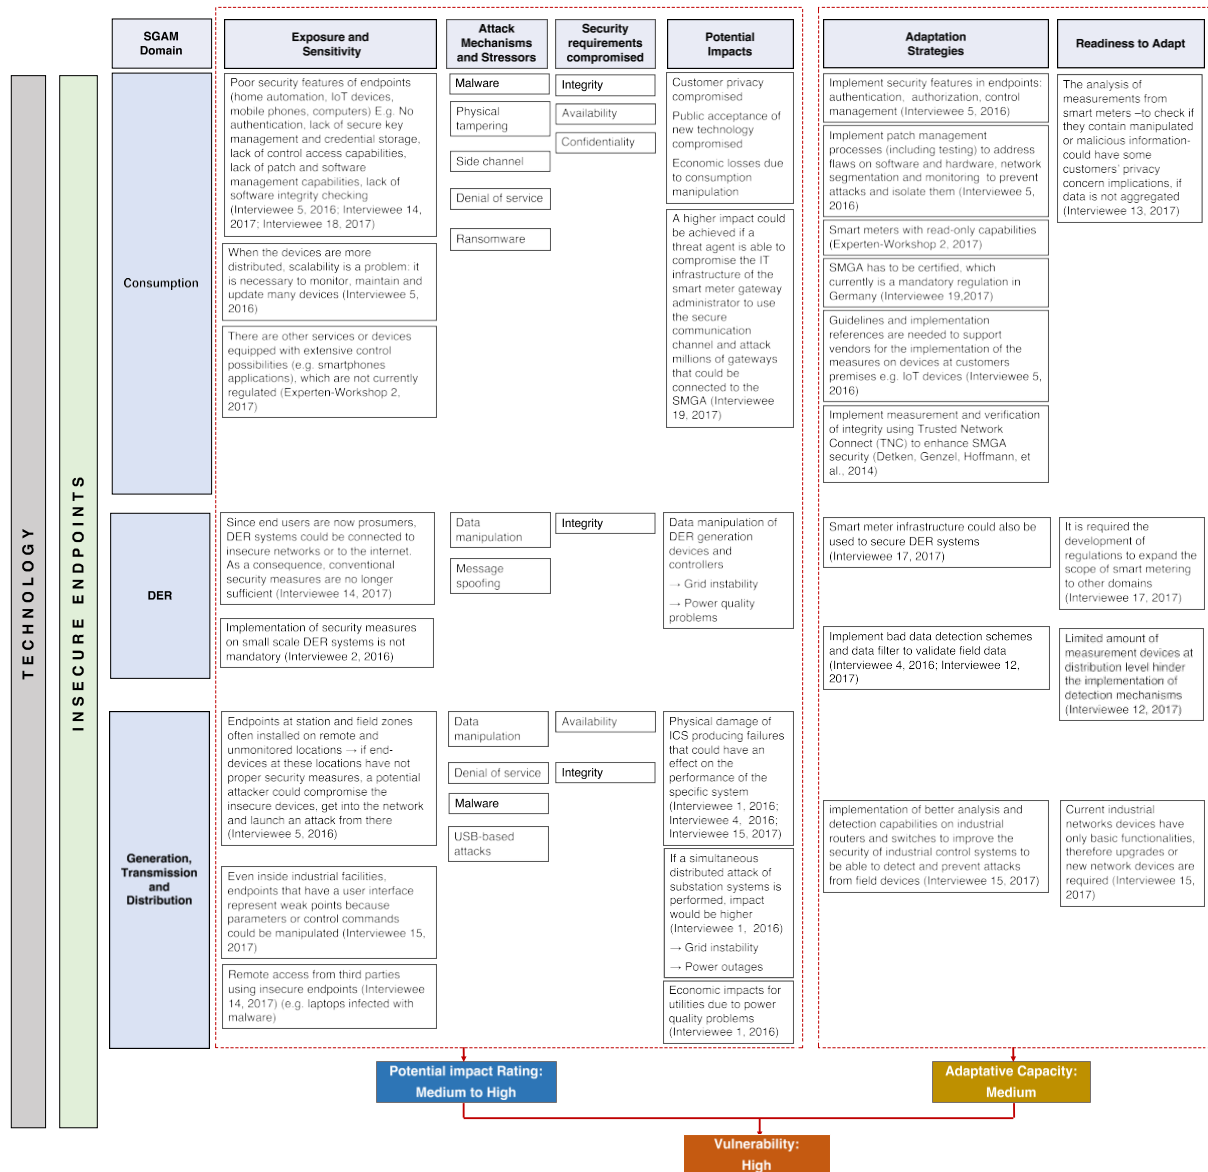 SGAM
Domain
Exposure and
Sensitivity
Attack
Mechanisms
and Stressors
Security
requirements
compromised
Potential
Impacts
Adaptation
Strategies
Readiness to Adapt
TECHNOLOGY
INSECURE ENDPOINTS
Consumption
Poor security features of endpoints
(home automation, IoT devices,
mobile phones, computers) E.g. No
authentication, lack of secure key
management and credential storage,
lack of control access capabilities,
lack of patch and software
management capabilities, lack of
software integrity checking
(Interviewee 5, 2016; Interviewee 14,
2017; Interviewee 18, 2017)
When the devices are more
distributed, scalability is a problem: it
is necessary to monitor, maintain and
update many devices (Interviewee 5,
2016)
There are other services or devices
equipped with extensive control
possibilities (e.g. smartphones
applications), which are not currently
regulated (Experten-Workshop 2,
2017)
Malware
Physical
tampering
Side channel
Denial of service
Ransomware
Integrity
Availability
Confidentiality
Customer privacy
compromised
Public acceptance of
new technology
compromised
Economic losses due to
consumption
manipulation
A higher impact could
be achieved if a
threat agent is able to
compromise the IT
infrastructure of the
smart meter gateway
administrator to use
the secure
communication
channel and attack
millions of gateways
that could be
connected to the
SMGA (Interviewee
19, 2017)
Implement security features in endpoints:
authentication, authorization, control
management (Interviewee 5, 2016)
Implement patch management
processes (including testing) to address
flaws on software and hardware, network
segmentation and monitoring to prevent
attacks and isolate them (Interviewee 5,
2016)
Smart meters with read-only capabilities
(Experten-Workshop 2, 2017)
SMGA has to be certified, which
currently is a mandatory regulation in
Germany (Interviewee 19,2017)
Guidelines and implementation
references are needed to support
vendors for the implementation of the
measures on devices at customers
premises e.g. IoT devices (Interviewee 5,
2016)
Implement measurement and verification
of integrity using Trusted Network
Connect (TNC) to enhance SMGA
security (Detken, Genzel, Hoffmann, et
al., 2014)
The analysis of
measurements from
smart meters –to check if
they contain manipulated
or malicious information-
could have some
customers' privacy
concern implications, if
data is not aggregated
(Interviewee 13, 2017)
DER
Since end users are now prosumers,
DER systems could be connected to
insecure networks or to the internet.
As a consequence, conventional
security measures are no longer
sufficient (Interviewee 14, 2017)
Implementation of security measures
on small scale DER systems is not
mandatory (Interviewee 2, 2016)
Data
manipulation
Message
spoofing
Integrity
Data manipulation of
DER generation
devices and
controllers
→ Grid instability
→ Power quality
problems
Smart meter infrastructure could also be
used to secure DER systems
(Interviewee 17, 2017)
Implement bad data detection schemes
and data filter to validate field data
(Interviewee 4, 2016; Interviewee 12,
2017)
It is required the
development of
regulations to expand the
scope of smart metering
to other domains
(Interviewee 17, 2017)
Limited amount of
measurement devices at
distribution level hinder
the implementation of
detection mechanisms
(Interviewee 12, 2017)
Generation,
Transmission
and
Distribution
Endpoints at station and field zones
often installed on remote and
unmonitored locations → if end-
devices at these locations have not
proper security measures, a potential
attacker could compromise the
insecure devices, get into the network
and launch an attack from there
(Interviewee 5, 2016)
Even inside industrial facilities,
endpoints that have a user interface
represent weak points because
parameters or control commands
could be manipulated (Interviewee 15,
2017)
Remote access from third parties
using insecure endpoints (Interviewee
14, 2017) (e.g. laptops infected with
malware)
Data
manipulation
Denial of service
Malware
USB-based
attacks
Availability
Integrity
Physical damage of
ICS producing failures
that could have an
effect on the
performance of the
specific system
(Interviewee 1, 2016;
Interviewee 4, 2016;
Interviewee 15, 2017)
If a simultaneous
distributed attack of
substation systems is
performed, impact
would be higher
(Interviewee 1, 2016)
→ Grid instability
→ Power outages
Economic impacts for
utilities due to power
quality problems
(Interviewee 1, 2016)
implementation of better analysis and
detection capabilities on industrial
routers and switches to improve the
security of industrial control systems to
be able to detect and prevent attacks
from field devices (Interviewee 15, 2017)
Current industrial
networks devices have
only basic functionalities,
therefore upgrades or
new network devices are
required (Interviewee 15,
2017)
Potential impact Rating:
Medium to High
Adaptative Capacity:
Medium
Vulnerability:
High